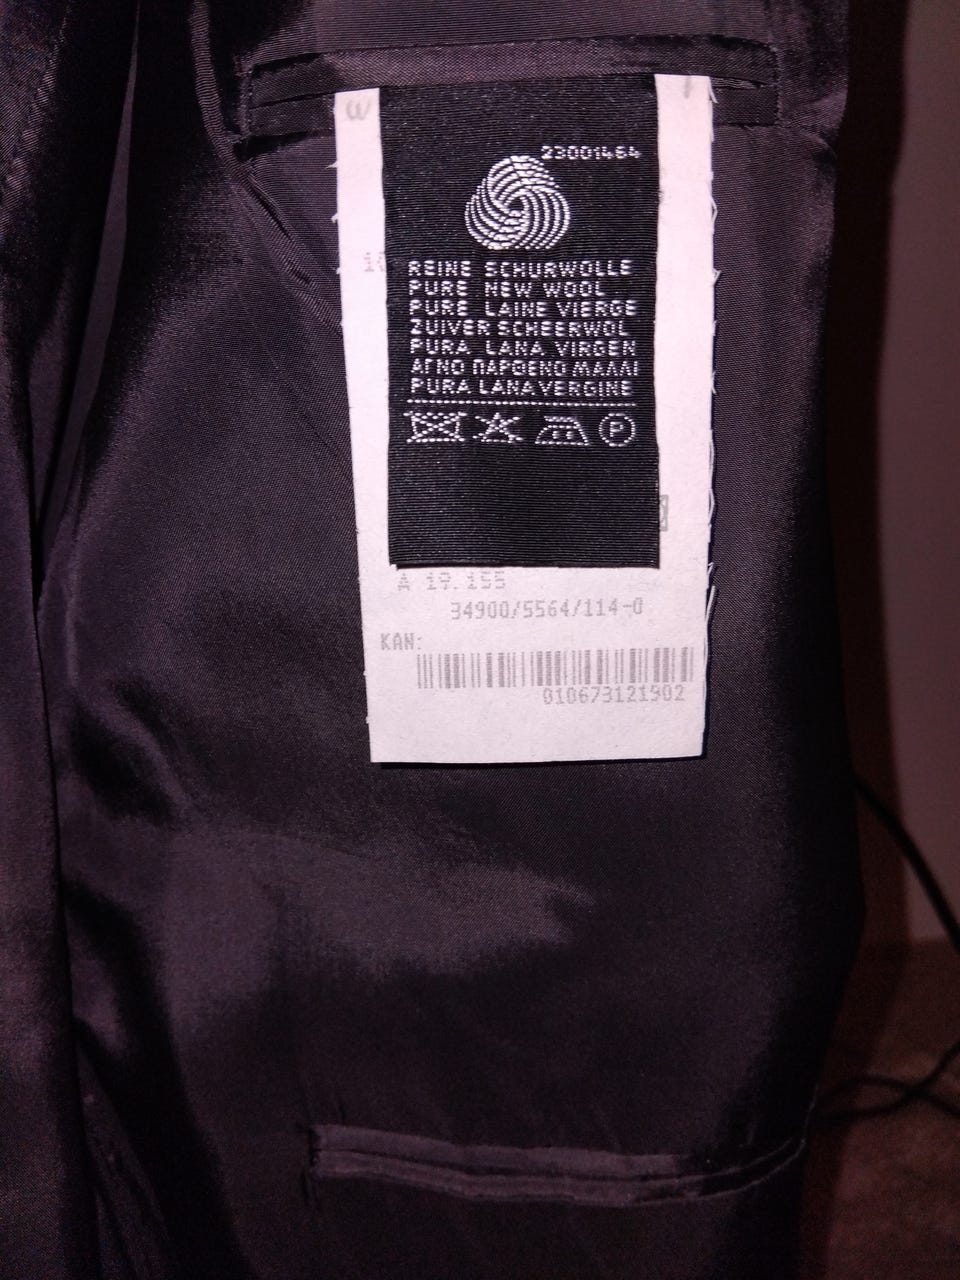 W
23001464
REINE SCHURWOLLE
PURE NEW WOOL
PURE LAINE VIERGE
ZUIVER SCHEERWOL
PURA LANA VIRGEN
ΑΓΝΟ ΠΑΡΘΕΝΟ ΜΑΛΛΙ
PURA LANA VERGINE
P
A 19.155
34900/5564/114-0
KAN:
010673121902